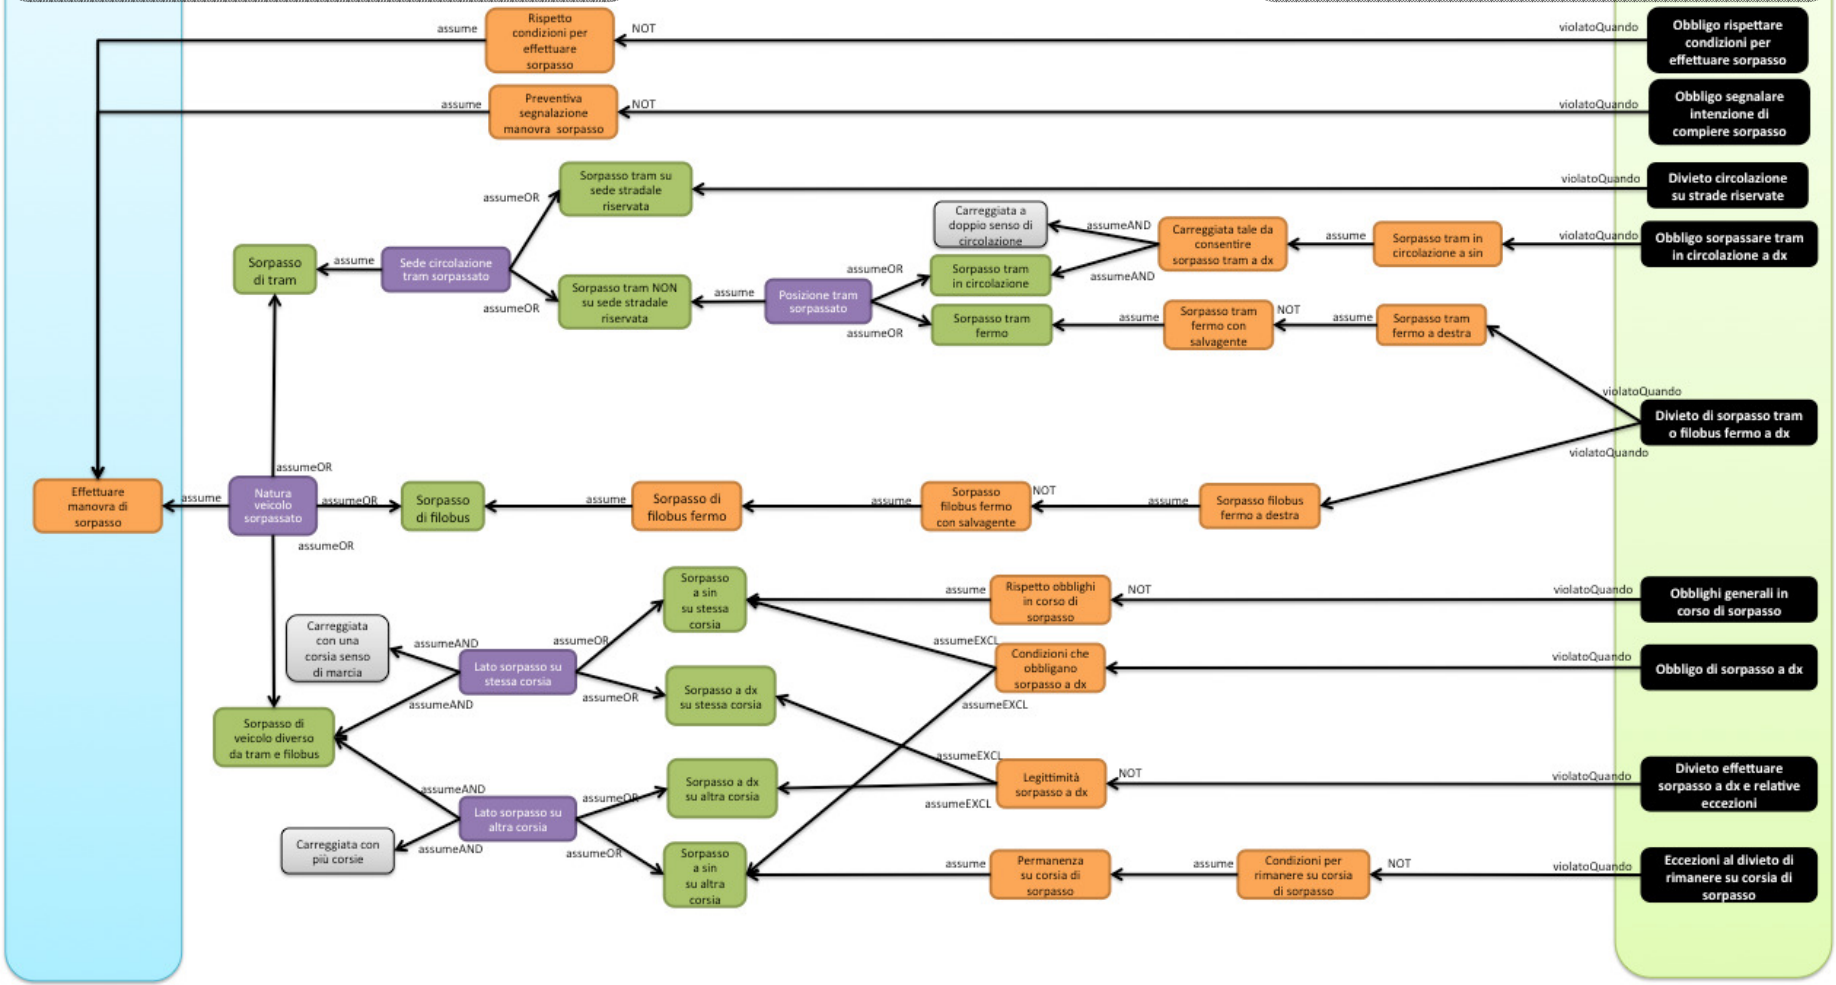 Rispetto
condizioni per
effettuare
sorpasso
assume
NOT
violatoQuando
Obbligo rispettare
condizioni per
effettuare sorpasso
Preventiva
segnalazione
manovra sorpasso
assume
NOT
violatoQuando
Obbligo segnalare
intenzione di
compiere sorpasso
Sorpasso tram su
sede stradale
riservata
assumeOR
violatoQuando
Divieto circolazione
su strade riservate
Carreggiata a
doppio senso di
circolazione
assumeAND
Carreggiata tale da
consentire
sorpasso tram a dx
assume
Sorpasso tram in
circolazione a sin
violatoQuando
Obbligo sorpassare tram
in circolazione a dx
Sorpasso
di tram
assume
Sede circolazione
tram sorpassato
assumeOR
Sorpasso tram
in circolazione
assumeAND
assumeOR
Sorpasso tram NON
su sede stradale
riservata
assume
Posizione tram
sorpassato
assumeOR
Sorpasso tram
fermo
assume
Sorpasso tram
fermo con
salvagente
NOT
assume
Sorpasso tram
fermo a destra
violatoQuando
Divieto di sorpasso tram
o filobus fermo a dx
violatoQuando
assumeOR
Effettuare
manovra di
sorpasso
assume
Natura
veicolo
sorpassato
assumeOR
Sorpasso
di filobus
assume
Sorpasso di
filobus fermo
assume
Sorpasso
filobus fermo
con salvagente
NOT
assume
Sorpasso filobus
fermo a destra
assumeOR
Sorpasso
a sin
su stessa
corsia
assume
Rispetto obblighi
in corso di
sorpasso
NOT
violatoQuando
Obblighi generali in
corso di sorpasso
Carreggiata
con una
corsia senso
di marcia
assumeAND
Lato sorpasso su
stessa corsia
assumeOR
assumeEXCL
Condizioni che
obbligano
sorpasso a dx
violatoQuando
Obbligo di sorpasso a dx
assumeAND
assumeOR
Sorpasso a dx
su stessa corsia
assumeEXCL
Sorpasso di
veicolo diverso
da tram e filobus
assumeEXCL
Legittimità
sorpasso a dx
NOT
violatoQuando
Divieto effettuare
sorpasso a dx e relative
eccezioni
assumeAND
Lato sorpasso su
altra corsia
assumeOR
Sorpasso a dx
su altra corsia
assumeEXCL
Carreggiata con
più corsie
assumeAND
assumeOR
Sorpasso
a sin
su altra
corsia
assume
Permanenza
su corsia di
sorpasso
assume
Condizioni per
rimanere su corsia
di sorpasso
NOT
violatoQuando
Eccezioni al divieto di
rimanere su corsia di
sorpasso